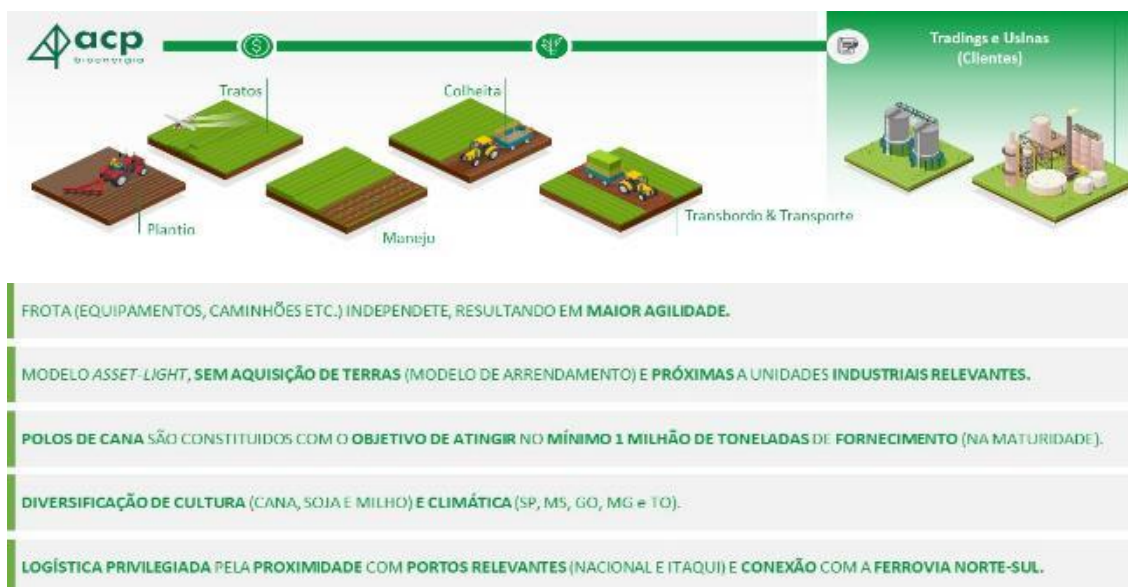 acp
bioenergia
Tradings e Usinas
(Clientes)
Tratos
Colheita
Plantio
Manejo
Transbordo & Transporte
FROTA (EQUIPAMENTOS, CAMINHÕES ETC.) INDEPENDETE, RESULTANDO EM MAIOR AGILIDADE.
MODELO ASSET-LIGHT, SEM AQUISIÇÃO DE TERRAS (MODELO DE ARRENDAMENTO) E PRÓXIMAS A UNIDADES INDUSTRIAIS RELEVANTES.
POLOS DE CANA SÃO CONSTITUIDOS COM O OBJETIVO DE ATINGIR NO MÍNIMO 1 MILHÃO DE TONELADAS DE FORNECIMENTO (NA MATURIDADE).
DIVERSIFICAÇÃO DE CULTURA (CANA, SOJA E MILHO) E CLIMÁTICA (SP, MS, GO, MG e TO).
LOGÍSTICA PRIVILEGIADA PELA PROXIMIDADE COM PORTOS RELEVANTES (NACIONAL E ITAQUI) E CONEXÃO COM A FERROVIA NORTE-SUL.